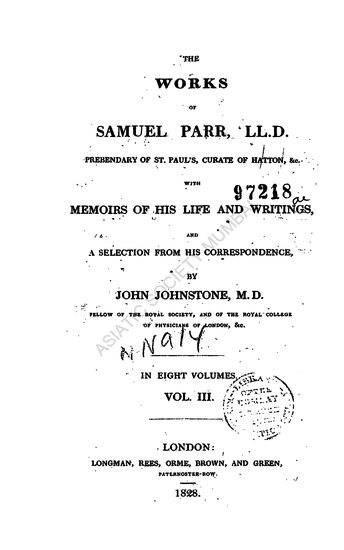 THE
WORKS
OF
SAMUEL PARR, LL.D.
PREBENDARY OF ST. PAUL'S, CURATE OF HATTON, &c.
WITH
97218
MEMOIRS OF HIS LIFE AND WRITINGS,
AND
A SELECTION FROM HIS CORRESPONDENCE,
BY
JOHN JOHNSTONE, M.D.
FELLOW OF THE ROYAL SOCIETY, AND OF THE ROYAL COLLEGE
OF PHYSICIANS OF LONDON, &c.
ASIATIC SOCIETY MUMBAI
IN EIGHT VOLUMES.
VOL. III.
LONDON:
LONGMAN, REES, ORME, BROWN, AND GREEN,
PATERNOSTER-ROW.
1828.